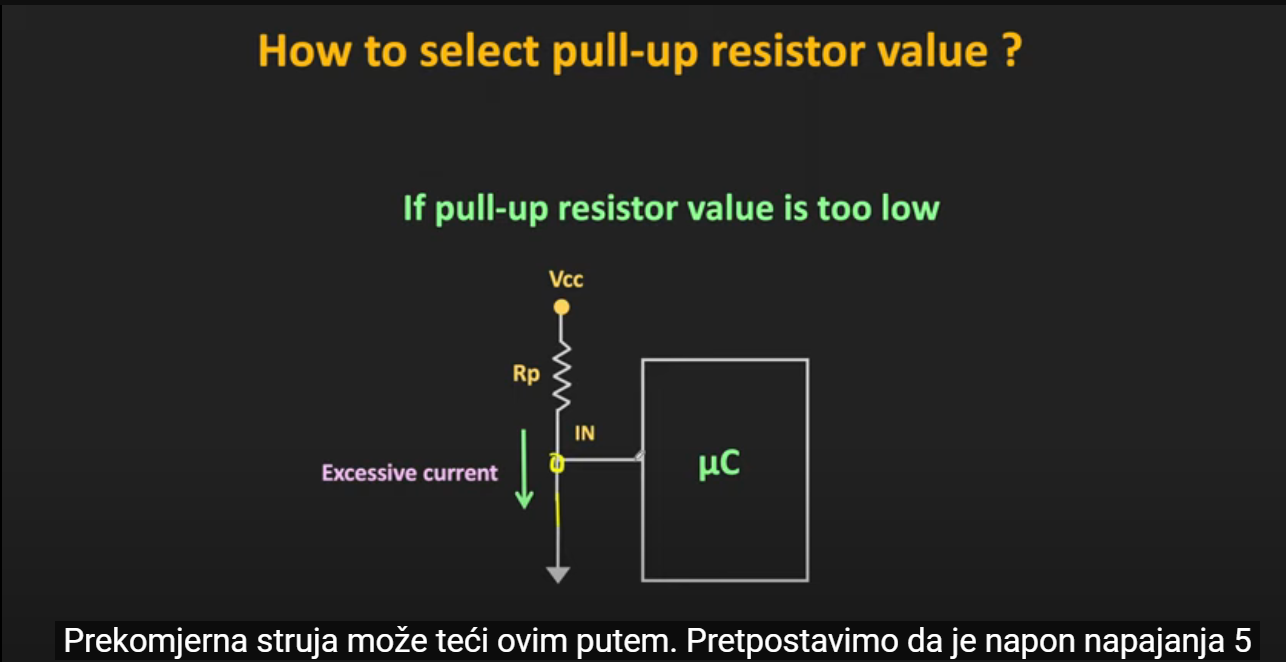 How to select pull-up resistor value ?
If pull-up resistor value is too low
Vcc
Rp
IN
Excessive current
µC
Prekomjerna struja može teći ovim putem. Pretpostavimo da je napon napajanja 5